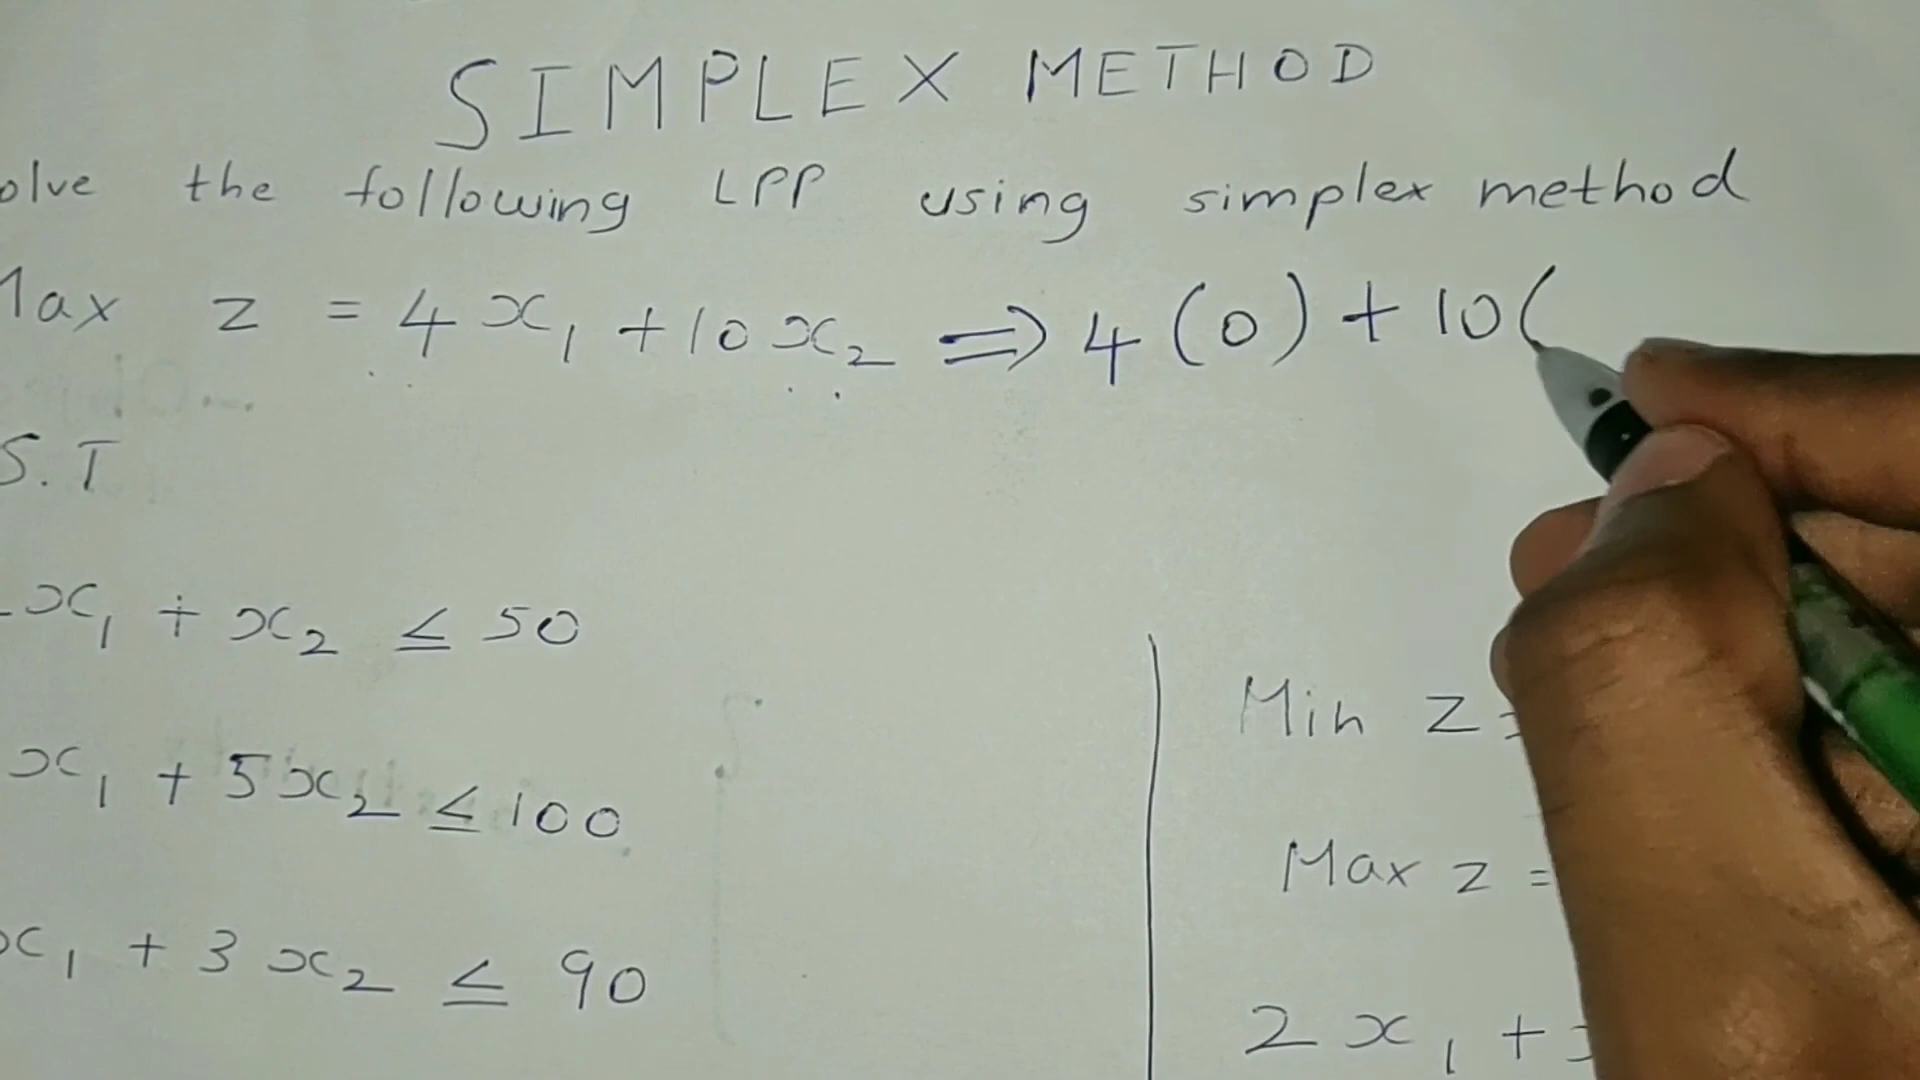 SIMPLEX METHOD
olve the following LPP using simplex method
Max z = 4x₁ + 10x₂ ⇒ 4(0) + 10(
S.T
x₁ + x₂ ≤ 50
x₁ + 5x₂ ≤ 100
x₁ + 3x₂ ≤ 90
Min z =
Max z =
2x₁ +